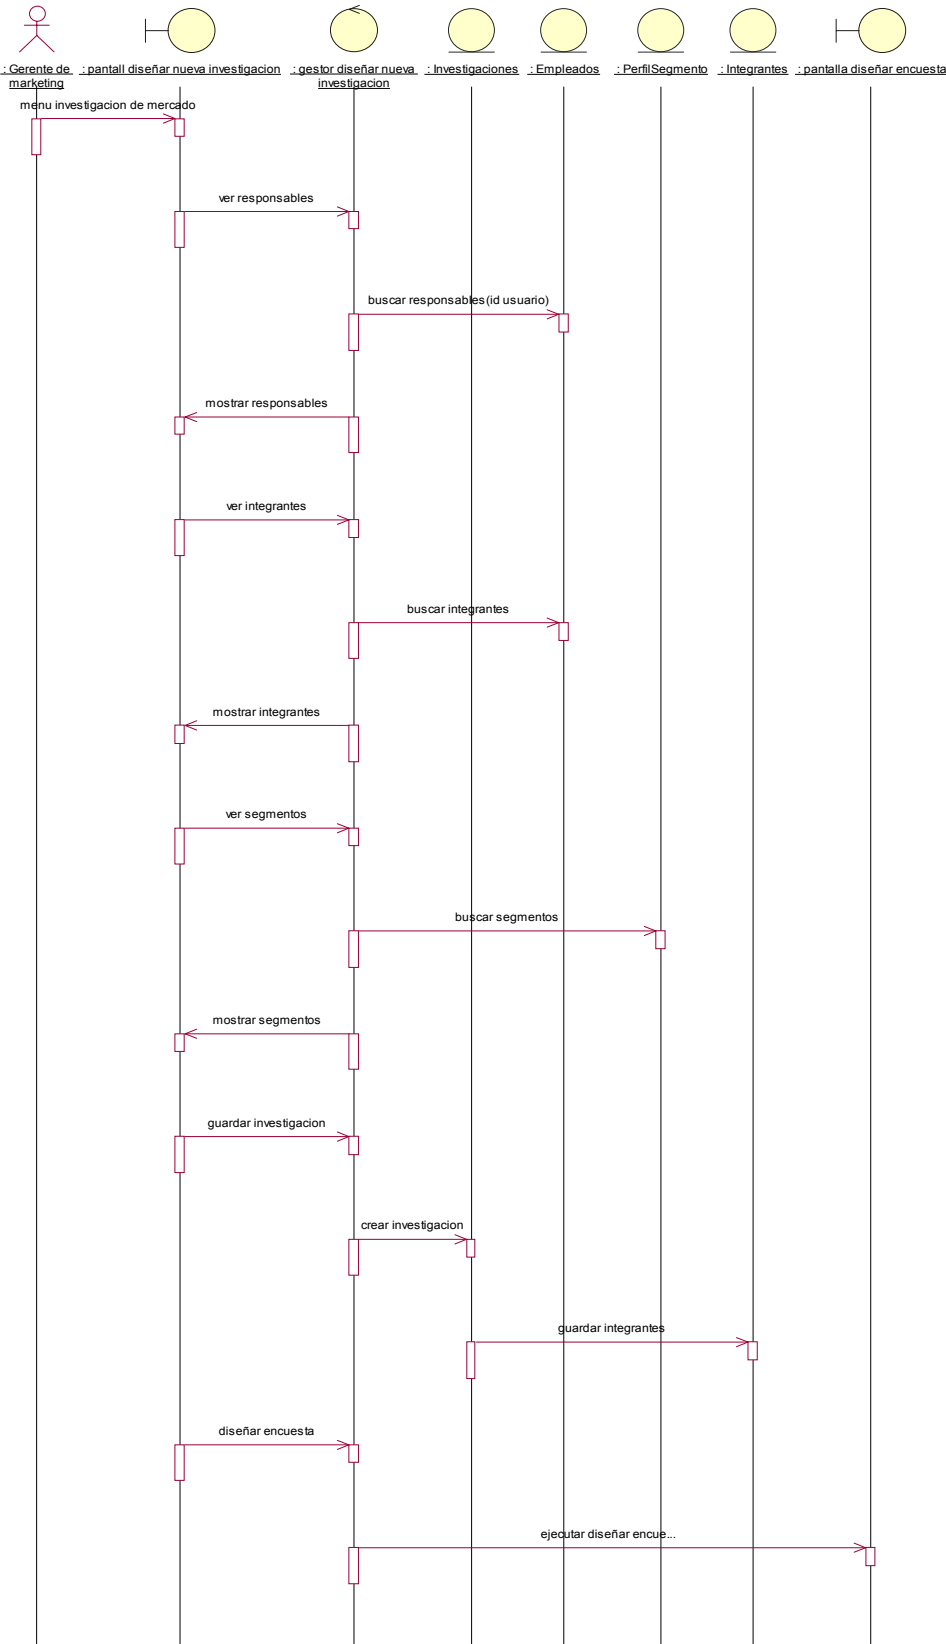 : Gerente de
marketing
: pantall diseñar nueva investigacion
: gestor diseñar nueva
investigacion
: Investigaciones
: Empleados
: PerfilSegmento
: Integrantes
: pantalla diseñar encuesta
menu investigacion de mercado
ver responsables
buscar responsables(id usuario)
mostrar responsables
ver integrantes
buscar integrantes
mostrar integrantes
ver segmentos
buscar segmentos
mostrar segmentos
guardar investigacion
crear investigacion
guardar integrantes
diseñar encuesta
ejecutar diseñar encue...